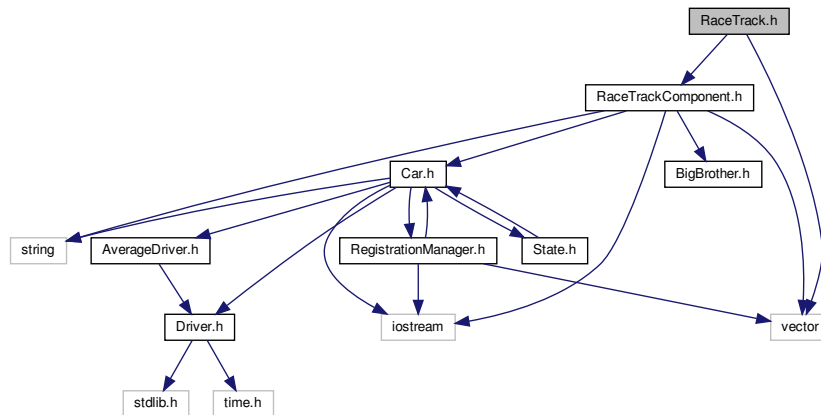 RaceTrack.h
RaceTrackComponent.h
Car.h
BigBrother.h
string
AverageDriver.h
RegistrationManager.h
State.h
Driver.h
iostream
vector
stdlib.h
time.h